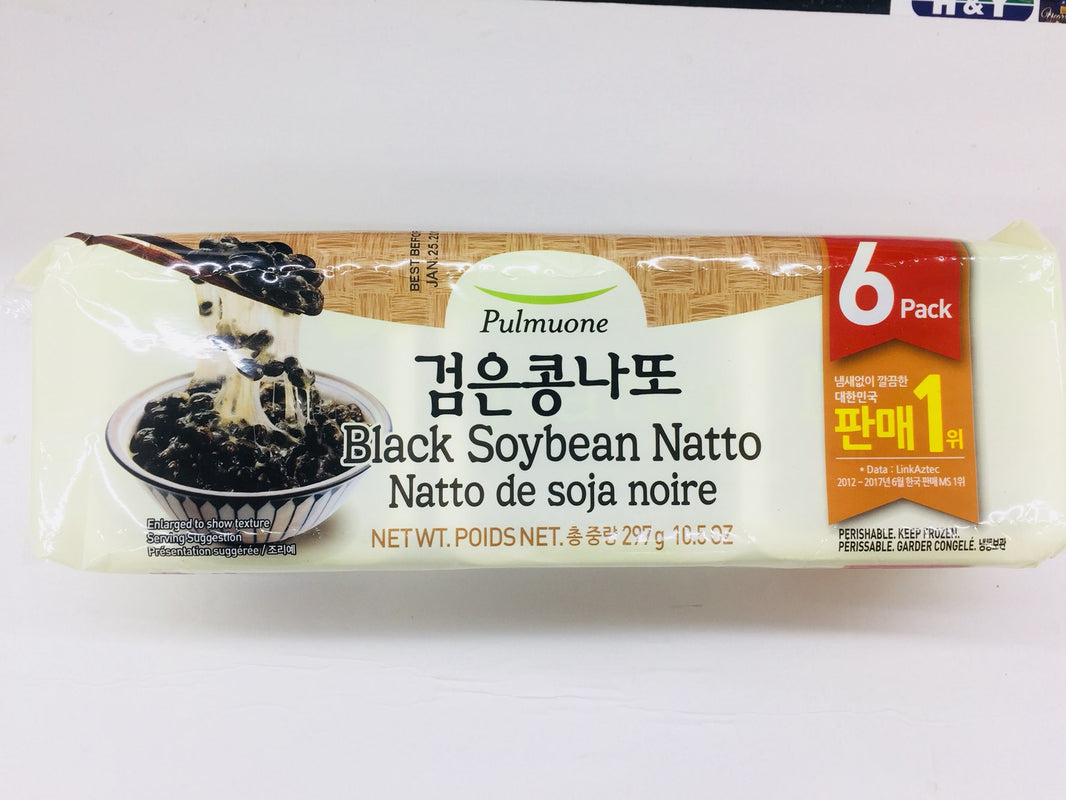 BEST BEFORE
JAN.25.20
6 Pack
Pulmuone
검은콩나또
Black Soybean Natto
Natto de soja noire
NET WT. POIDS NET. 총 중량 297g 10.5 OZ
냄새없이 깔끔한
대한민국
판매 1위
* Data : LinkAztec
2012 ~ 2017년 6월 한국 판매 MS 1위
Enlarged to show texture
Serving Suggestion
Présentation suggérée / 조리예
PERISHABLE. KEEP FROZEN.
PERISSABLE. GARDER CONGELÉ. 냉동보관